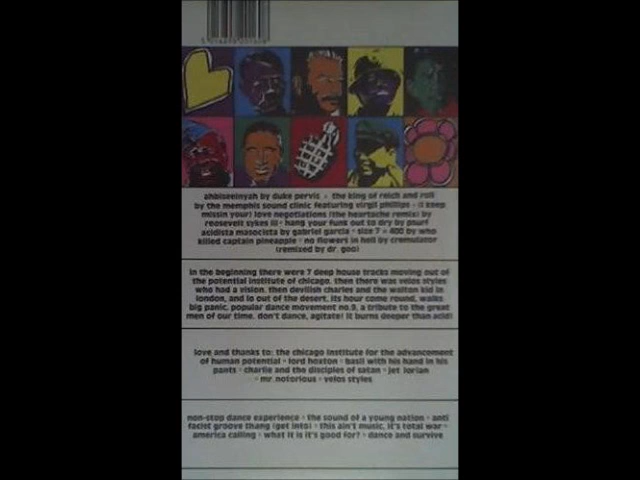 ahbiseeinyah by duke pervis • the king of reich and roll
by the memphis sound clinic featuring virgil phillips • (i keep
missin your) love negotiations (the heartache remix) by
roosevelt sykes iii • hang your funk out to dry by pnurf
acidista masocista by gabriel garcia • size 7 = 400 by who
killed captain pineapple • no flowers in hell by cremulator
(remixed by dr. goo)
in the beginning there were 7 deep house tracks moving out of
the potential institute of chicago. then there was velos styles
who had a vision. then devilish charles and the walton kid in
london, and lo out of the desert, its hour come round, walks
big panic, popular dance movement no.9, a tribute to the great
men of our time. don't dance, agitate! it burns deeper than acid!
love and thanks to: the chicago institute for the advancement
of human potential • lord hoxton • basil with his hand in his
pants • charlie and the disciples of satan • jet lorian
• mr. notorious • velos styles
non-stop dance experience • the sound of a young nation • anti
facist groove thang (get into) • this ain't music, it's total war •
america calling • what it is it's good for? • dance and survive